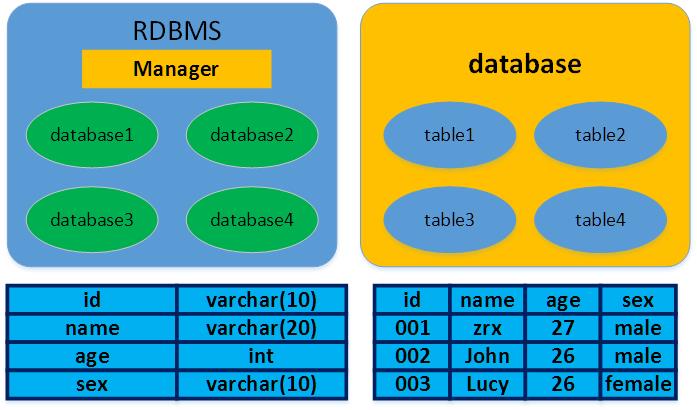 RDBMS
Manager
database1 database2
database3 database4
database
table1 table2
table3 table4
id varchar(10)
name varchar(20)
age int
sex varchar(10)
id name age sex
001 zrx 27 male
002 John 26 male
003 Lucy 26 female